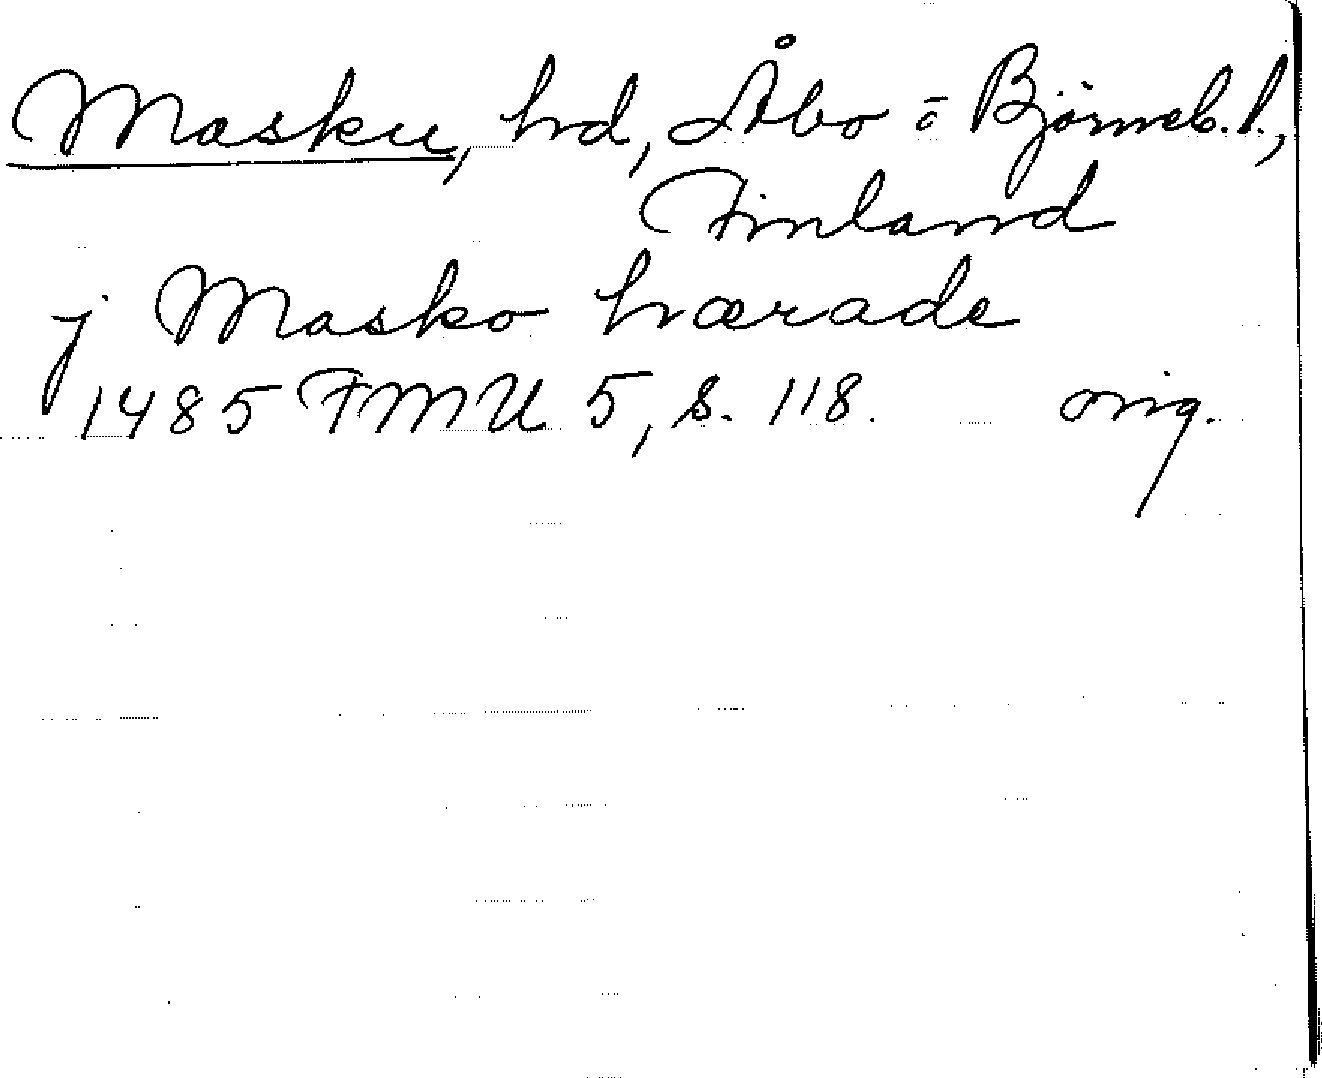 Masku, hd, Åbo o Björneb. l.,
Finland
j Masko hærade
1485 FMU 5, s. 118. orig.